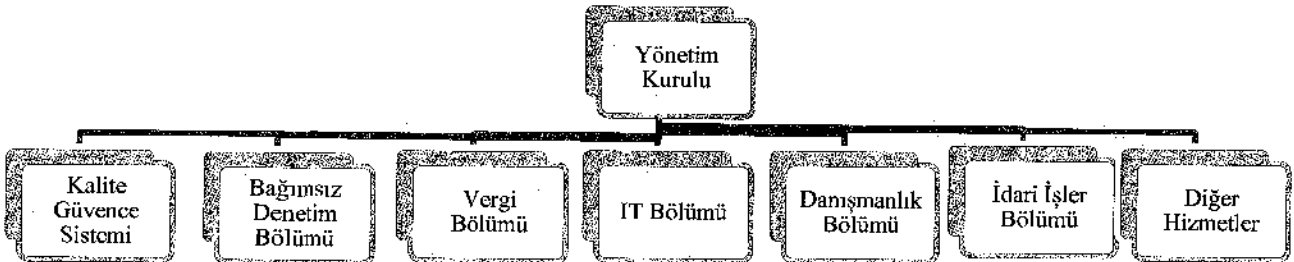 Yönetim
Kurulu
Kalite
Güvence
Sistemi
Bağımsız
Denetim
Bölümü
Vergi
Bölümü
IT Bölümü
Danışmanlık
Bölümü
İdari İşler
Bölümü
Diğer
Hizmetler